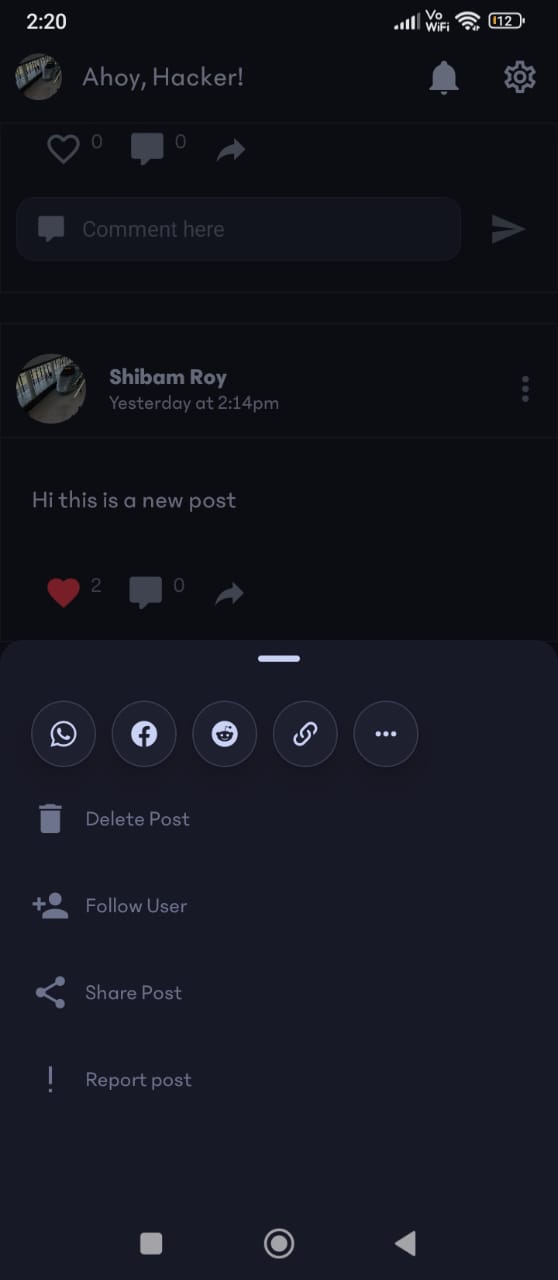 2:20
Vo
WiFi
12
Ahoy, Hacker!
0
0
Comment here
Shibam Roy
Yesterday at 2:14pm
Hi this is a new post
2
0
Delete Post
Follow User
Share Post
Report post